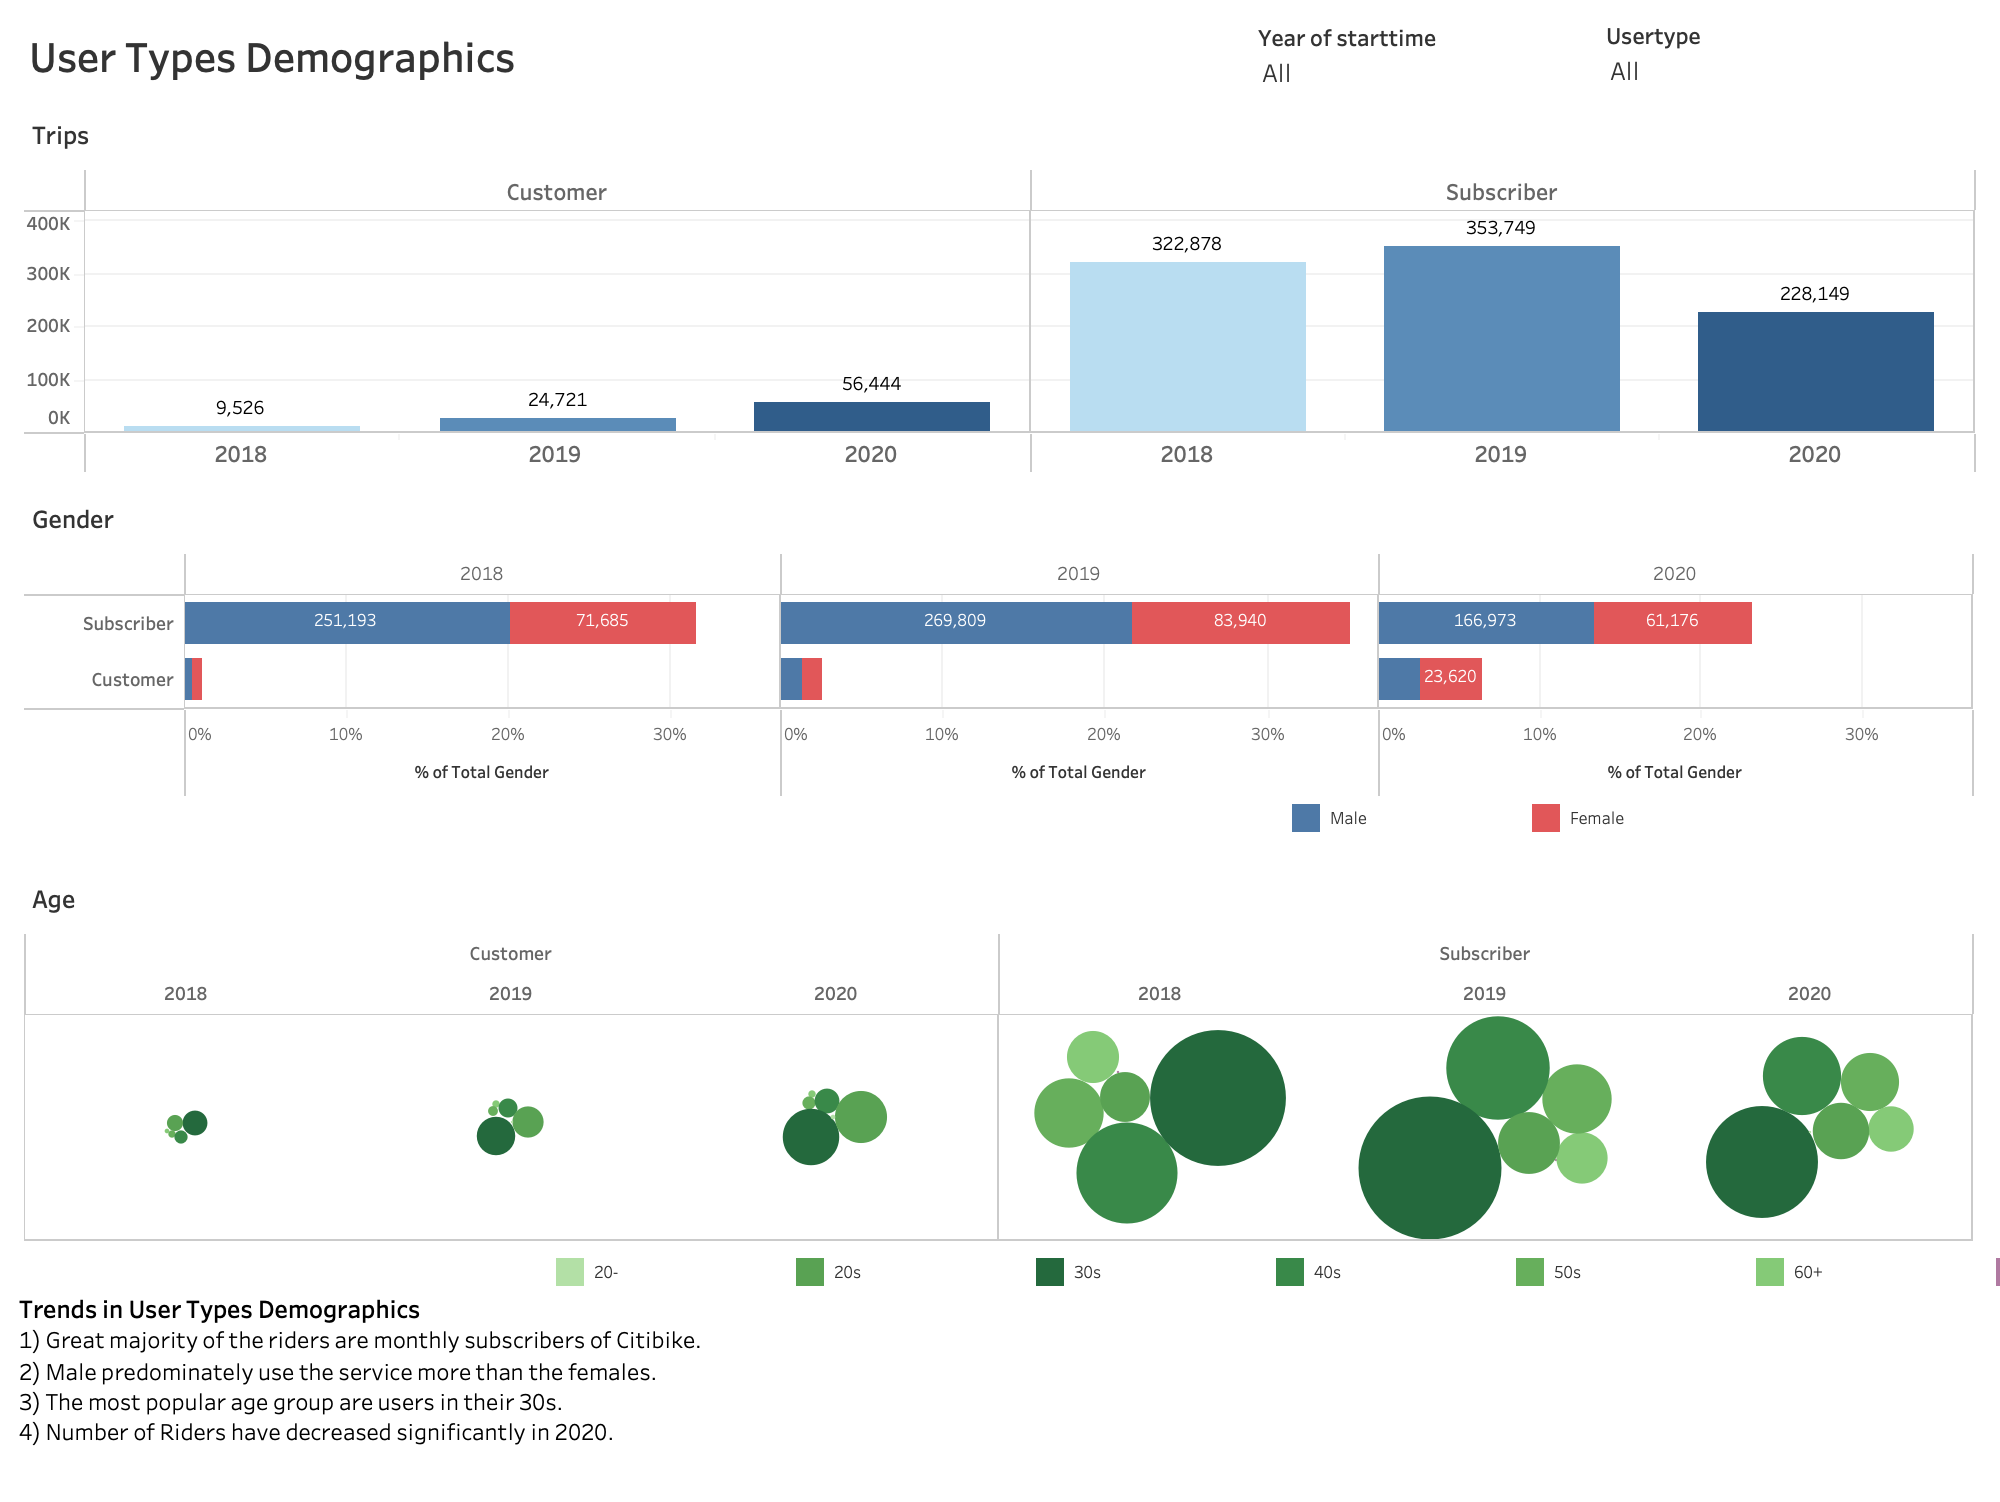 User Types Demographics
Year of starttime
Usertype
All
All
Trips
Customer
Subscriber
400K
300K
200K
100K
0K
9,526
24,721
56,444
322,878
353,749
228,149
2018
2019
2020
2018
2019
2020
Gender
2018
2019
2020
Subscriber
251,193
71,685
269,809
83,940
166,973
61,176
Customer
23,620
0%
10%
20%
30%
0%
10%
20%
30%
0%
10%
20%
30%
% of Total Gender
% of Total Gender
% of Total Gender
Male
Female
Age
Customer
Subscriber
2018
2019
2020
2018
2019
2020
20-
20s
30s
40s
50s
60+
Trends in User Types Demographics
1) Great majority of the riders are monthly subscribers of Citibike.
2) Male predominately use the service more than the females.
3) The most popular age group are users in their 30s.
4) Number of Riders have decreased significantly in 2020.